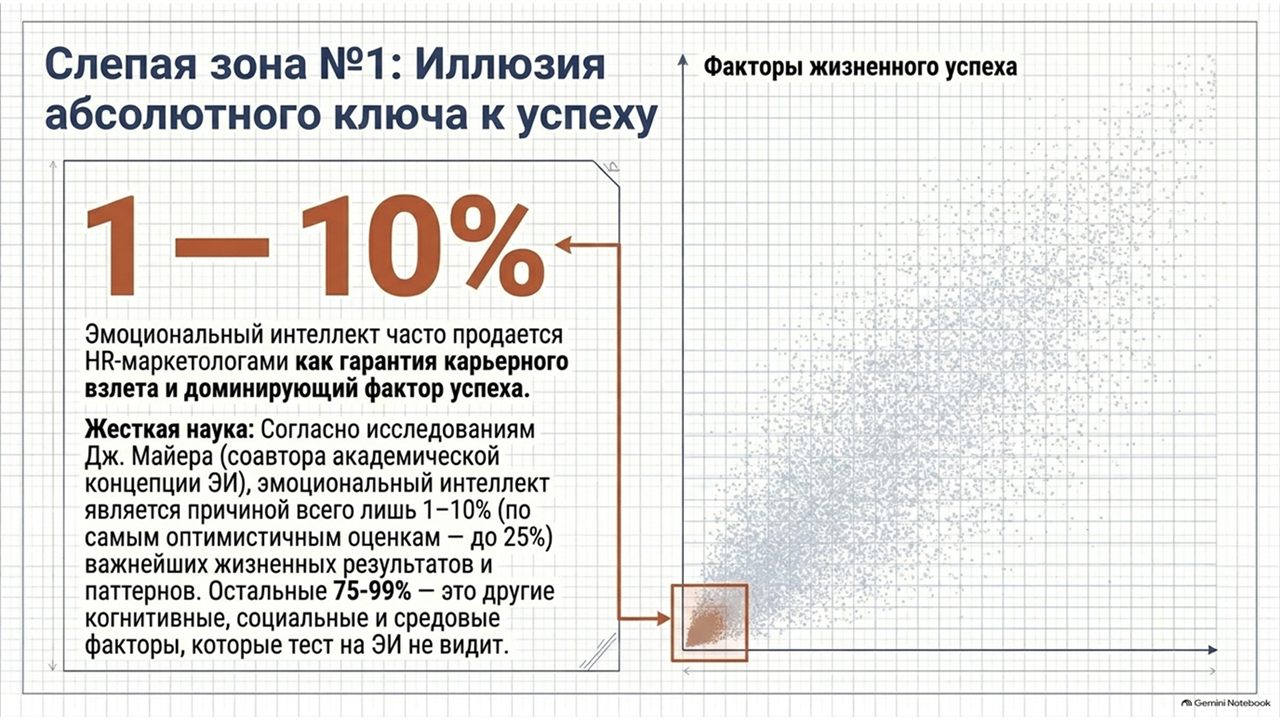 Слепая зона №1: Иллюзия
абсолютного ключа к успеху
1—10%
Эмоциональный интеллект часто продается
HR-маркетологами как гарантия карьерного
взлета и доминирующий фактор успеха.
Жесткая наука: Согласно исследованиям
Дж. Майера (соавтора академической
концепции ЭИ), эмоциональный интеллект
является причиной всего лишь 1–10% (по
самым оптимистичным оценкам — до 25%)
важнейших жизненных результатов и
паттернов. Остальные 75-99% — это другие
когнитивные, социальные и средовые
факторы, которые тест на ЭИ не видит.
Факторы жизненного успеха
Gemini Notebook